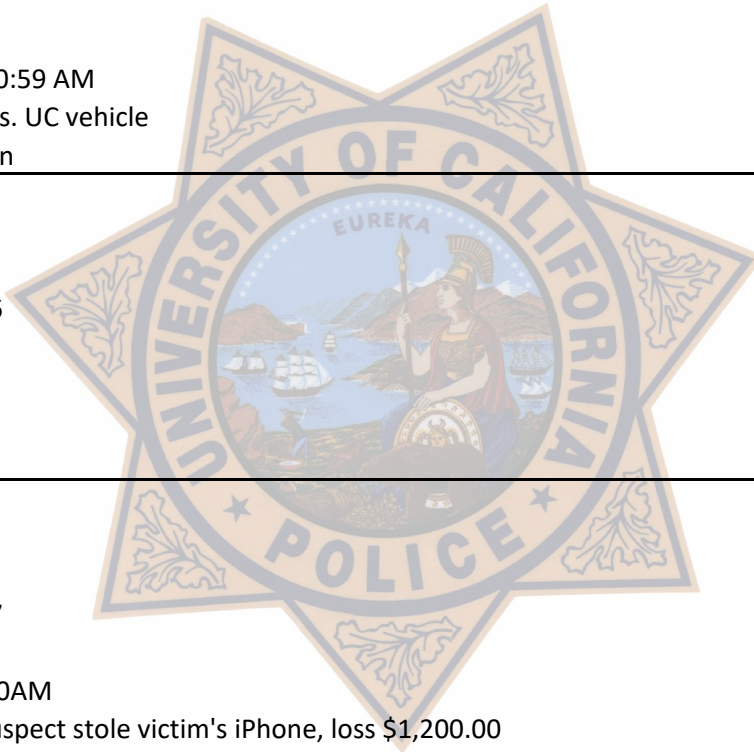 0:59 AM
s. UC vehicle
n
UNIVERSITY OF CALIFORNIA
EUREKA
POLICE
0AM
uspect stole victim's iPhone, loss $1,200.00